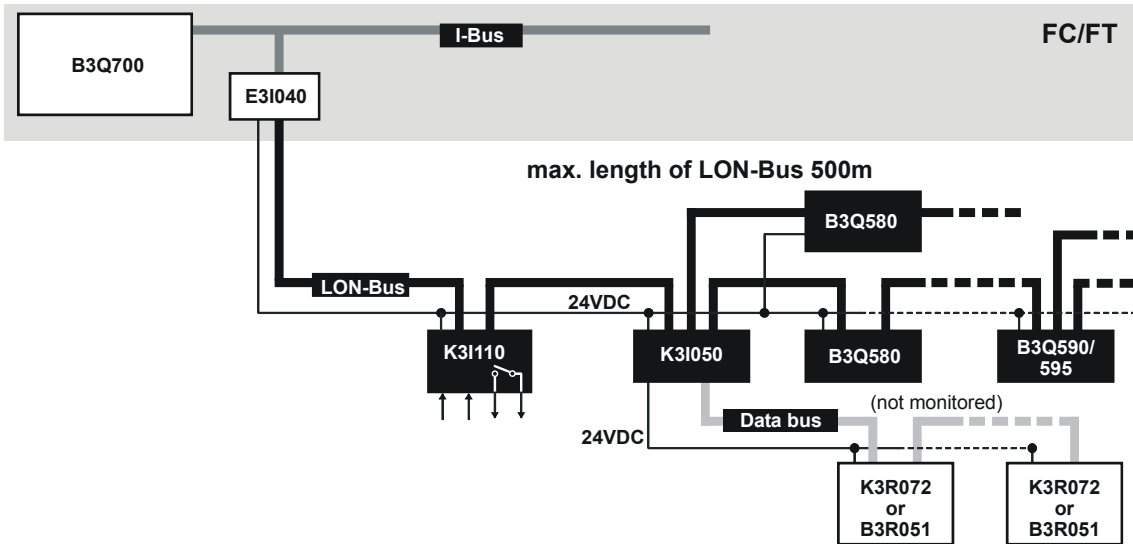 I-Bus
FC/FT
B3Q700
E3I040
max. length of LON-Bus 500m
B3Q580
LON-Bus
24VDC
K3I110
K3I050
B3Q580
B3Q590/
595
(not monitored)
Data bus
24VDC
K3R072
or
B3R051
K3R072
or
B3R051